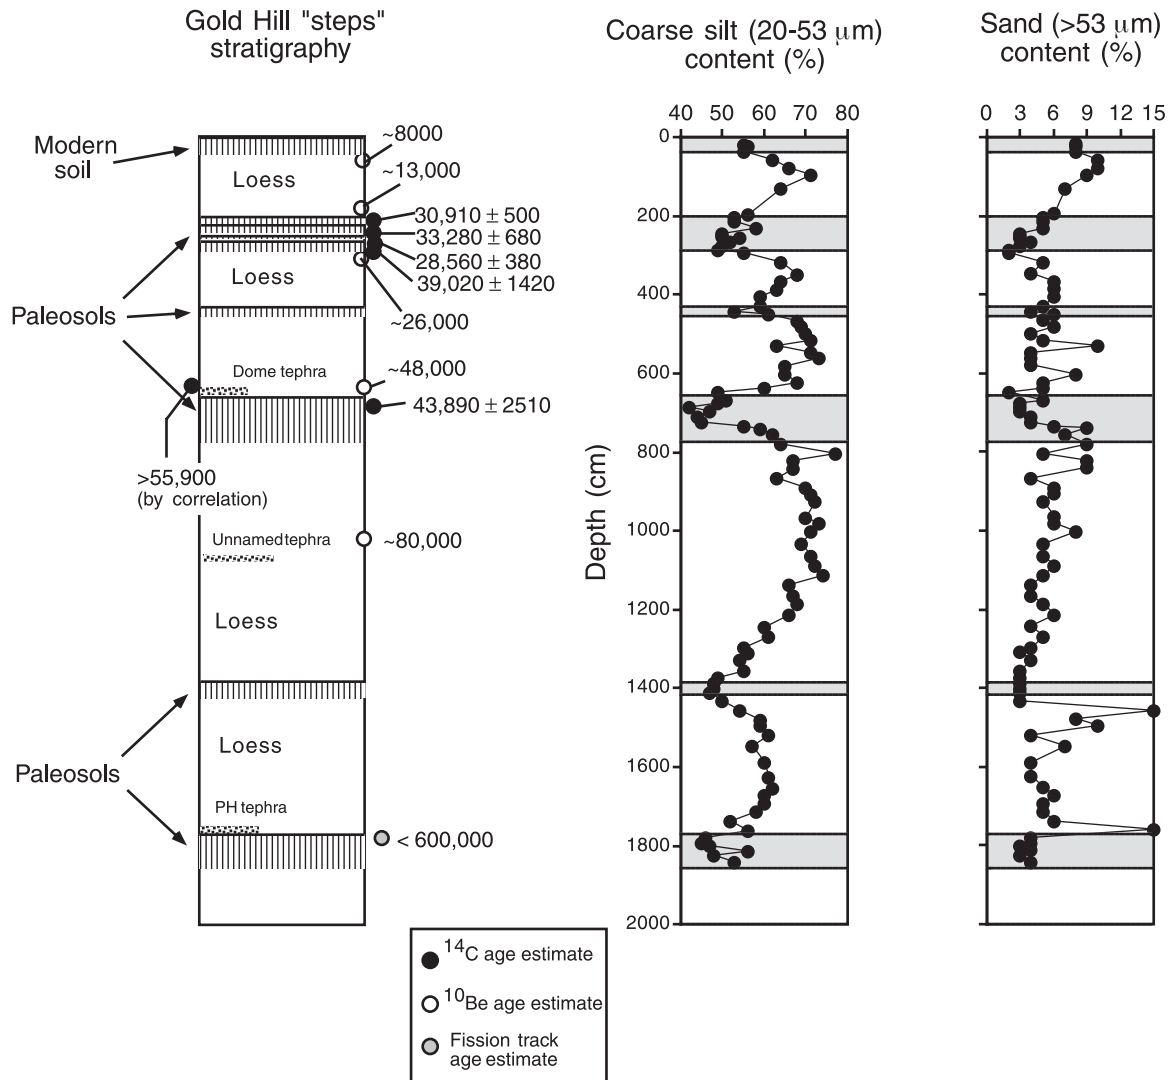 Gold Hill "steps"
stratigraphy
Modern
soil
Loess
~8000
~13,000
30,910 ± 500
33,280 ± 680
28,560 ± 380
39,020 ± 1420
Loess
Paleosols
~26,000
Dome tephra
~48,000
43,890 ± 2510
>55,900
(by correlation)
Unnamed tephra
~80,000
Loess
Loess
Paleosols
PH tephra
< 600,000
14C age estimate
10Be age estimate
Fission track
age estimate
Coarse silt (20-53 μm)
content (%)
40 50 60 70 80
Depth (cm)
0
200
400
600
800
1000
1200
1400
1600
1800
2000
Sand (>53 μm)
content (%)
0 3 6 9 12 15